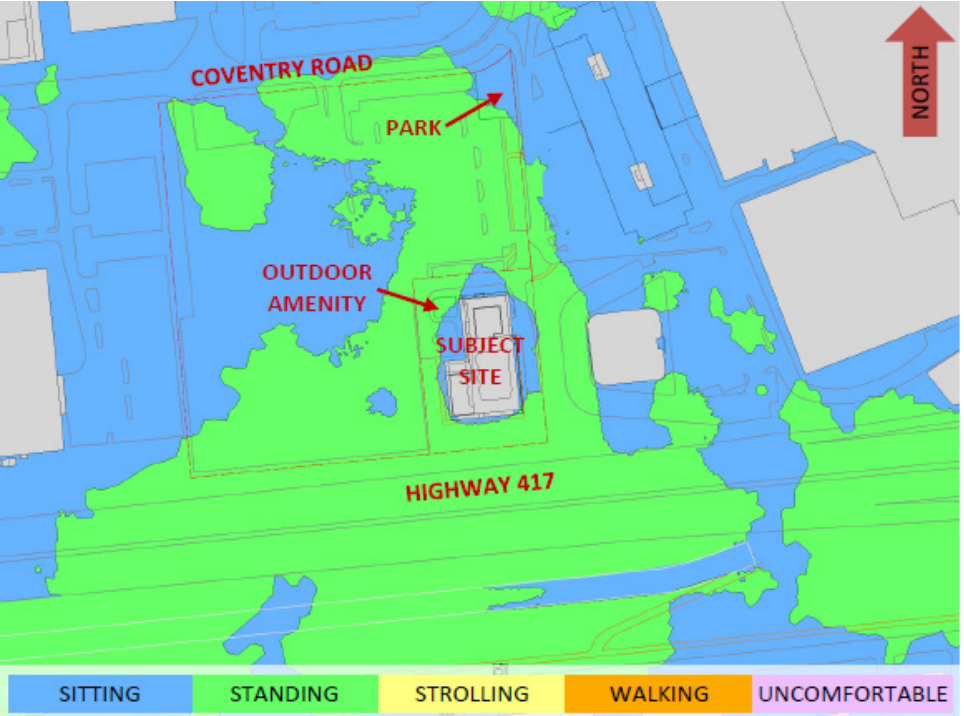 COVENTRY ROAD
NORTH
PARK
OUTDOOR
AMENITY
SUBJECT
SITE
HIGHWAY 417
SITTING
STANDING
STROLLING
WALKING
UNCOMFORTABLE